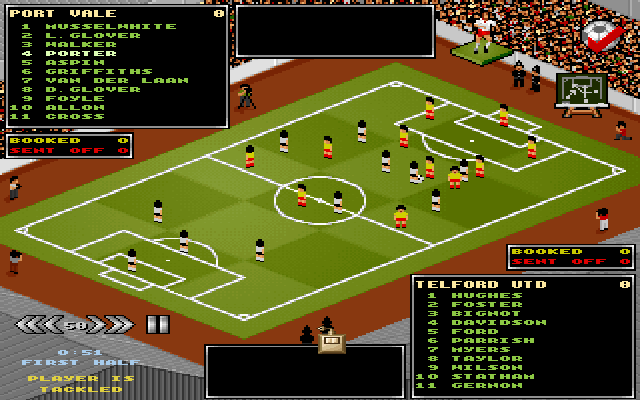 PORT VALE 0
1 MUSSELWHITE
2 L.GLOVER
3 WALKER
4 PORTER
5 ASPIN
6 GRIFFITHS
7 VAN DER LAAN
8 D.GLOVER
9 FOYLE
10 ALLON
11 CROSS
BOOKED 0
SENT OFF 0
BOOKED 0
SENT OFF 0
TELFORD UTD 0
1 HUGHES
2 FOSTER
3 BIGNOT
4 DAVIDSON
5 FORD
6 PARRISH
7 MYERS
8 TAYLOR
9 WILSON
10 STATHAM
11 GERNON
50
0:51
FIRST HALF
PLAYER IS
TACKLED